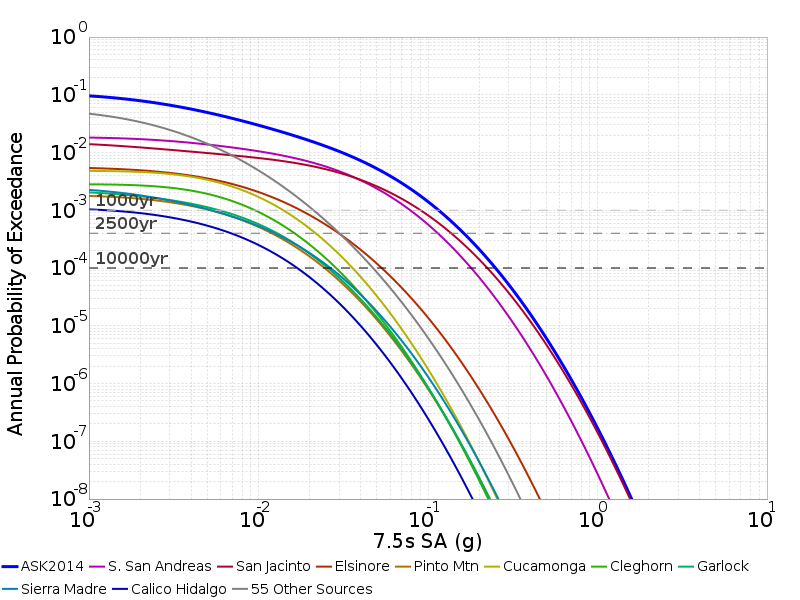 10^0
10^-1
10^-2
10^-3
10^-4
10^-5
10^-6
10^-7
10^-8
Annual Probability of Exceedance
1000yr
2500yr
10000yr
10^-3 10^-2 10^-1 10^0 10^1
7.5s SA (g)
ASK2014 S. San Andreas San Jacinto Elsinore Pinto Mtn Cucamonga Cleghorn Garlock
Sierra Madre Calico Hidalgo 55 Other Sources